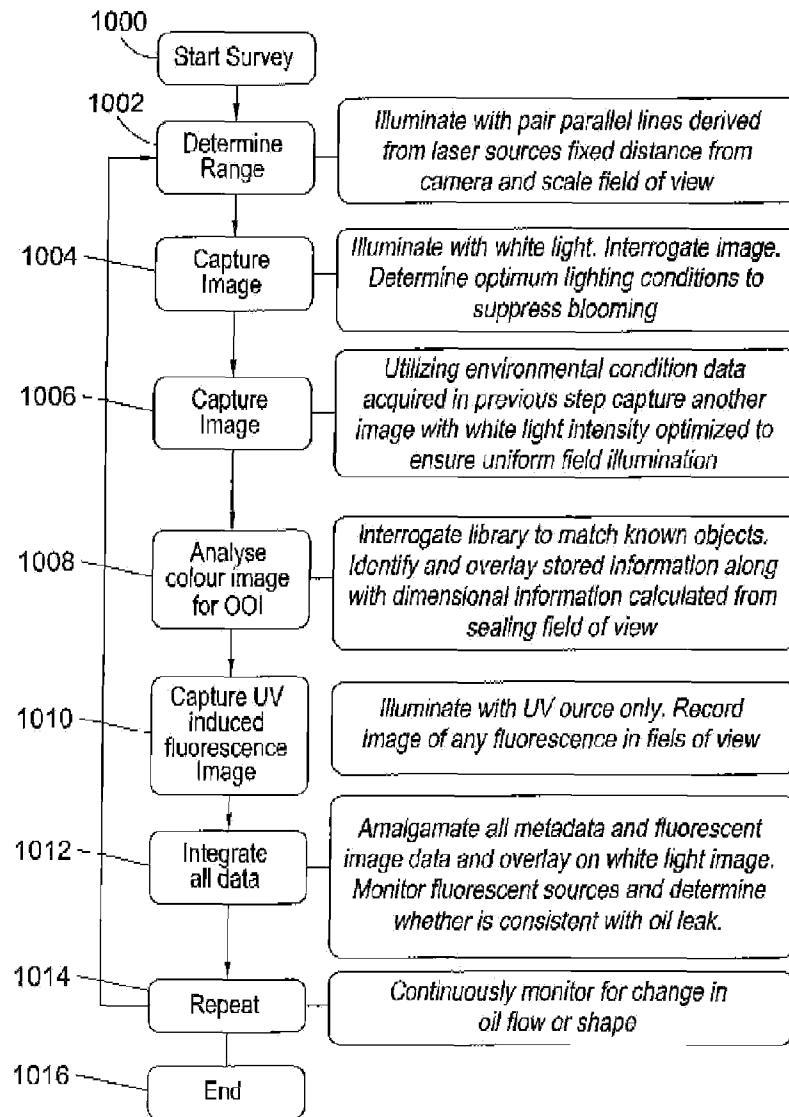 1000
Start Survey
1002
Determine
Range
Illuminate with pair parallel lines derived
from laser sources fixed distance from
camera and scale field of view
1004
Capture
Image
Illuminate with white light. Interrogate image.
Determine optimum lighting conditions to
suppress blooming
1006
Capture
Image
Utilizing environmental condition data
acquired in previous step capture another
image with white light intensity optimized to
ensure uniform field illumination
1008
Analyse
colour image
for OOI
Interrogate library to match known objects.
Identify and overlay stored information along
with dimensional information calculated from
sealing field of view
1010
Capture UV
induced
fluorescence
Image
Illuminate with UV ource only. Record
Image of any fluorescence in fiels of view
1012
Integrate
all data
Amalgamate all metadata and fluorescent
image data and overlay on white light image.
Monitor fluorescent sources and determine
whether is consistent with oil leak.
1014
Repeat
Continuously monitor for change in
oil flow or shape
1016
End